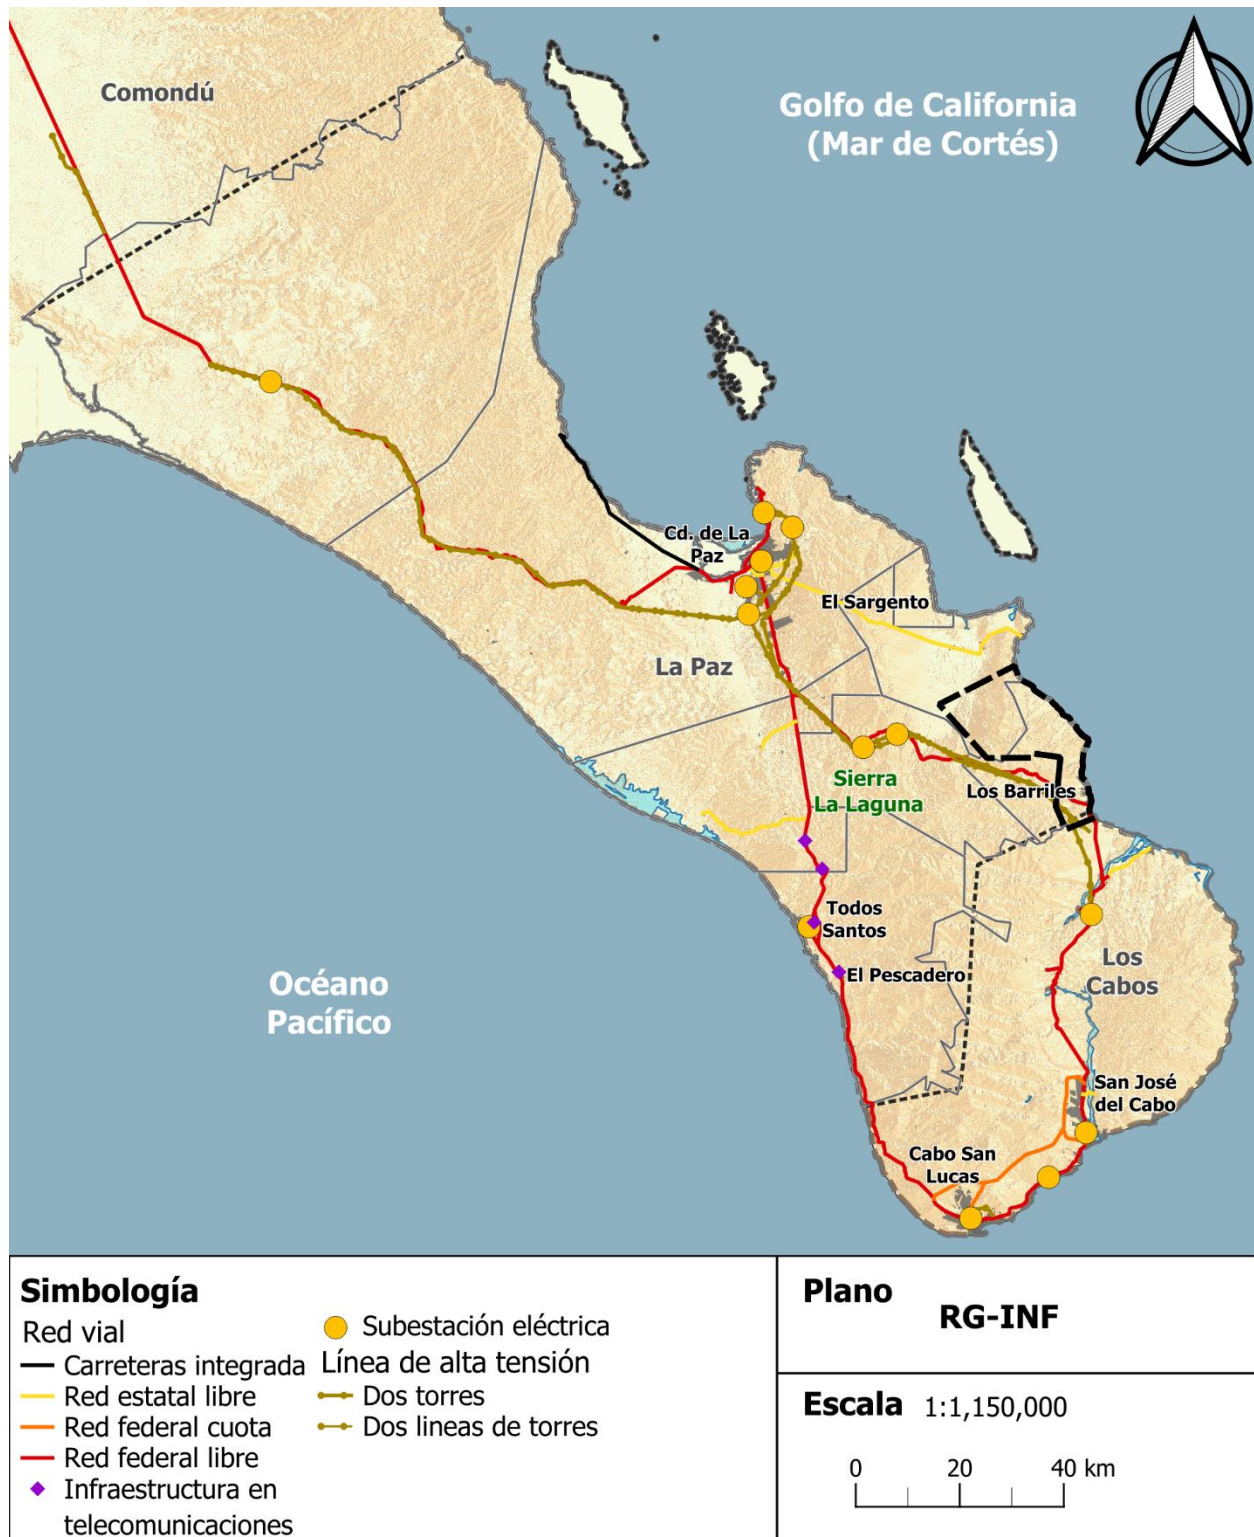 Comondú
Golfo de California
(Mar de Cortés)
Cd. de La
Paz
El Sargento
La Paz
Sierra
La Laguna
Los Barriles
Todos
Santos
El Pescadero
Los
Cabos
Océano
Pacífico
San José
del Cabo
Cabo San
Lucas
Simbología
Red vial
Carreteras integrada
Red estatal libre
Red federal cuota
Red federal libre
Infraestructura en
telecomunicaciones
Subestación eléctrica
Línea de alta tensión
Dos torres
Dos lineas de torres
Plano
RG-INF
Escala 1:1,150,000
0 20 40 km